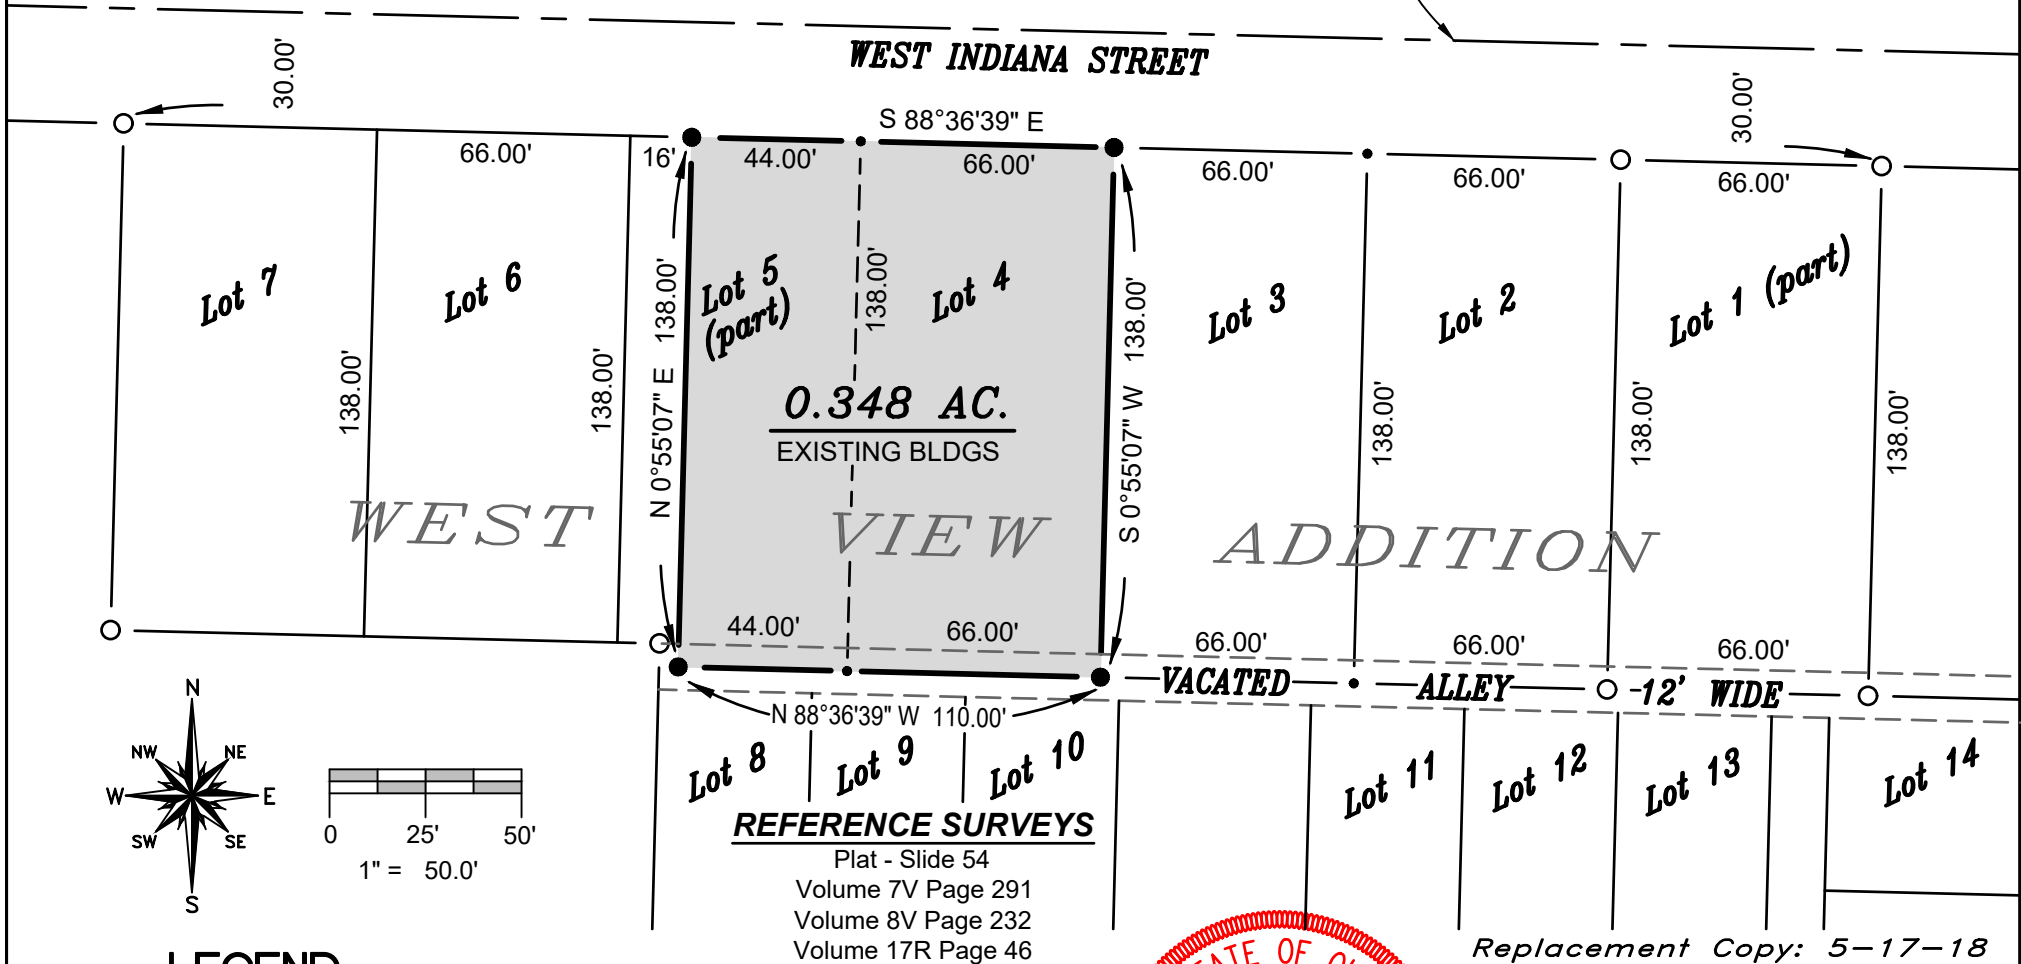 WEST INDIANA STREET
30.00'
30.00'
S 88°36'39" E
66.00'
16'
44.00'
66.00'
66.00'
66.00'
66.00'
Lot 7
Lot 6
Lot 5
(part)
Lot 4
Lot 3
Lot 2
Lot 1 (part)
138.00'
138.00'
N 0°55'07" E 138.00'
138.00'
S 0°55'07" W 138.00'
138.00'
138.00'
138.00'
0.348 AC.
EXISTING BLDGS
WEST VIEW ADDITION
44.00'
66.00'
66.00'
66.00'
66.00'
VACATED ALLEY -12' WIDE
N 88°36'39" W 110.00'
Lot 8
Lot 9
Lot 10
Lot 11
Lot 12
Lot 13
Lot 14
N
NW
NE
W
E
SW
SE
S
0 25' 50'
1" = 50.0'
REFERENCE SURVEYS
Plat - Slide 54
Volume 7V Page 291
Volume 8V Page 232
Volume 17R Page 46
LEGEND
OF
Replacement Copy: 5-17-18